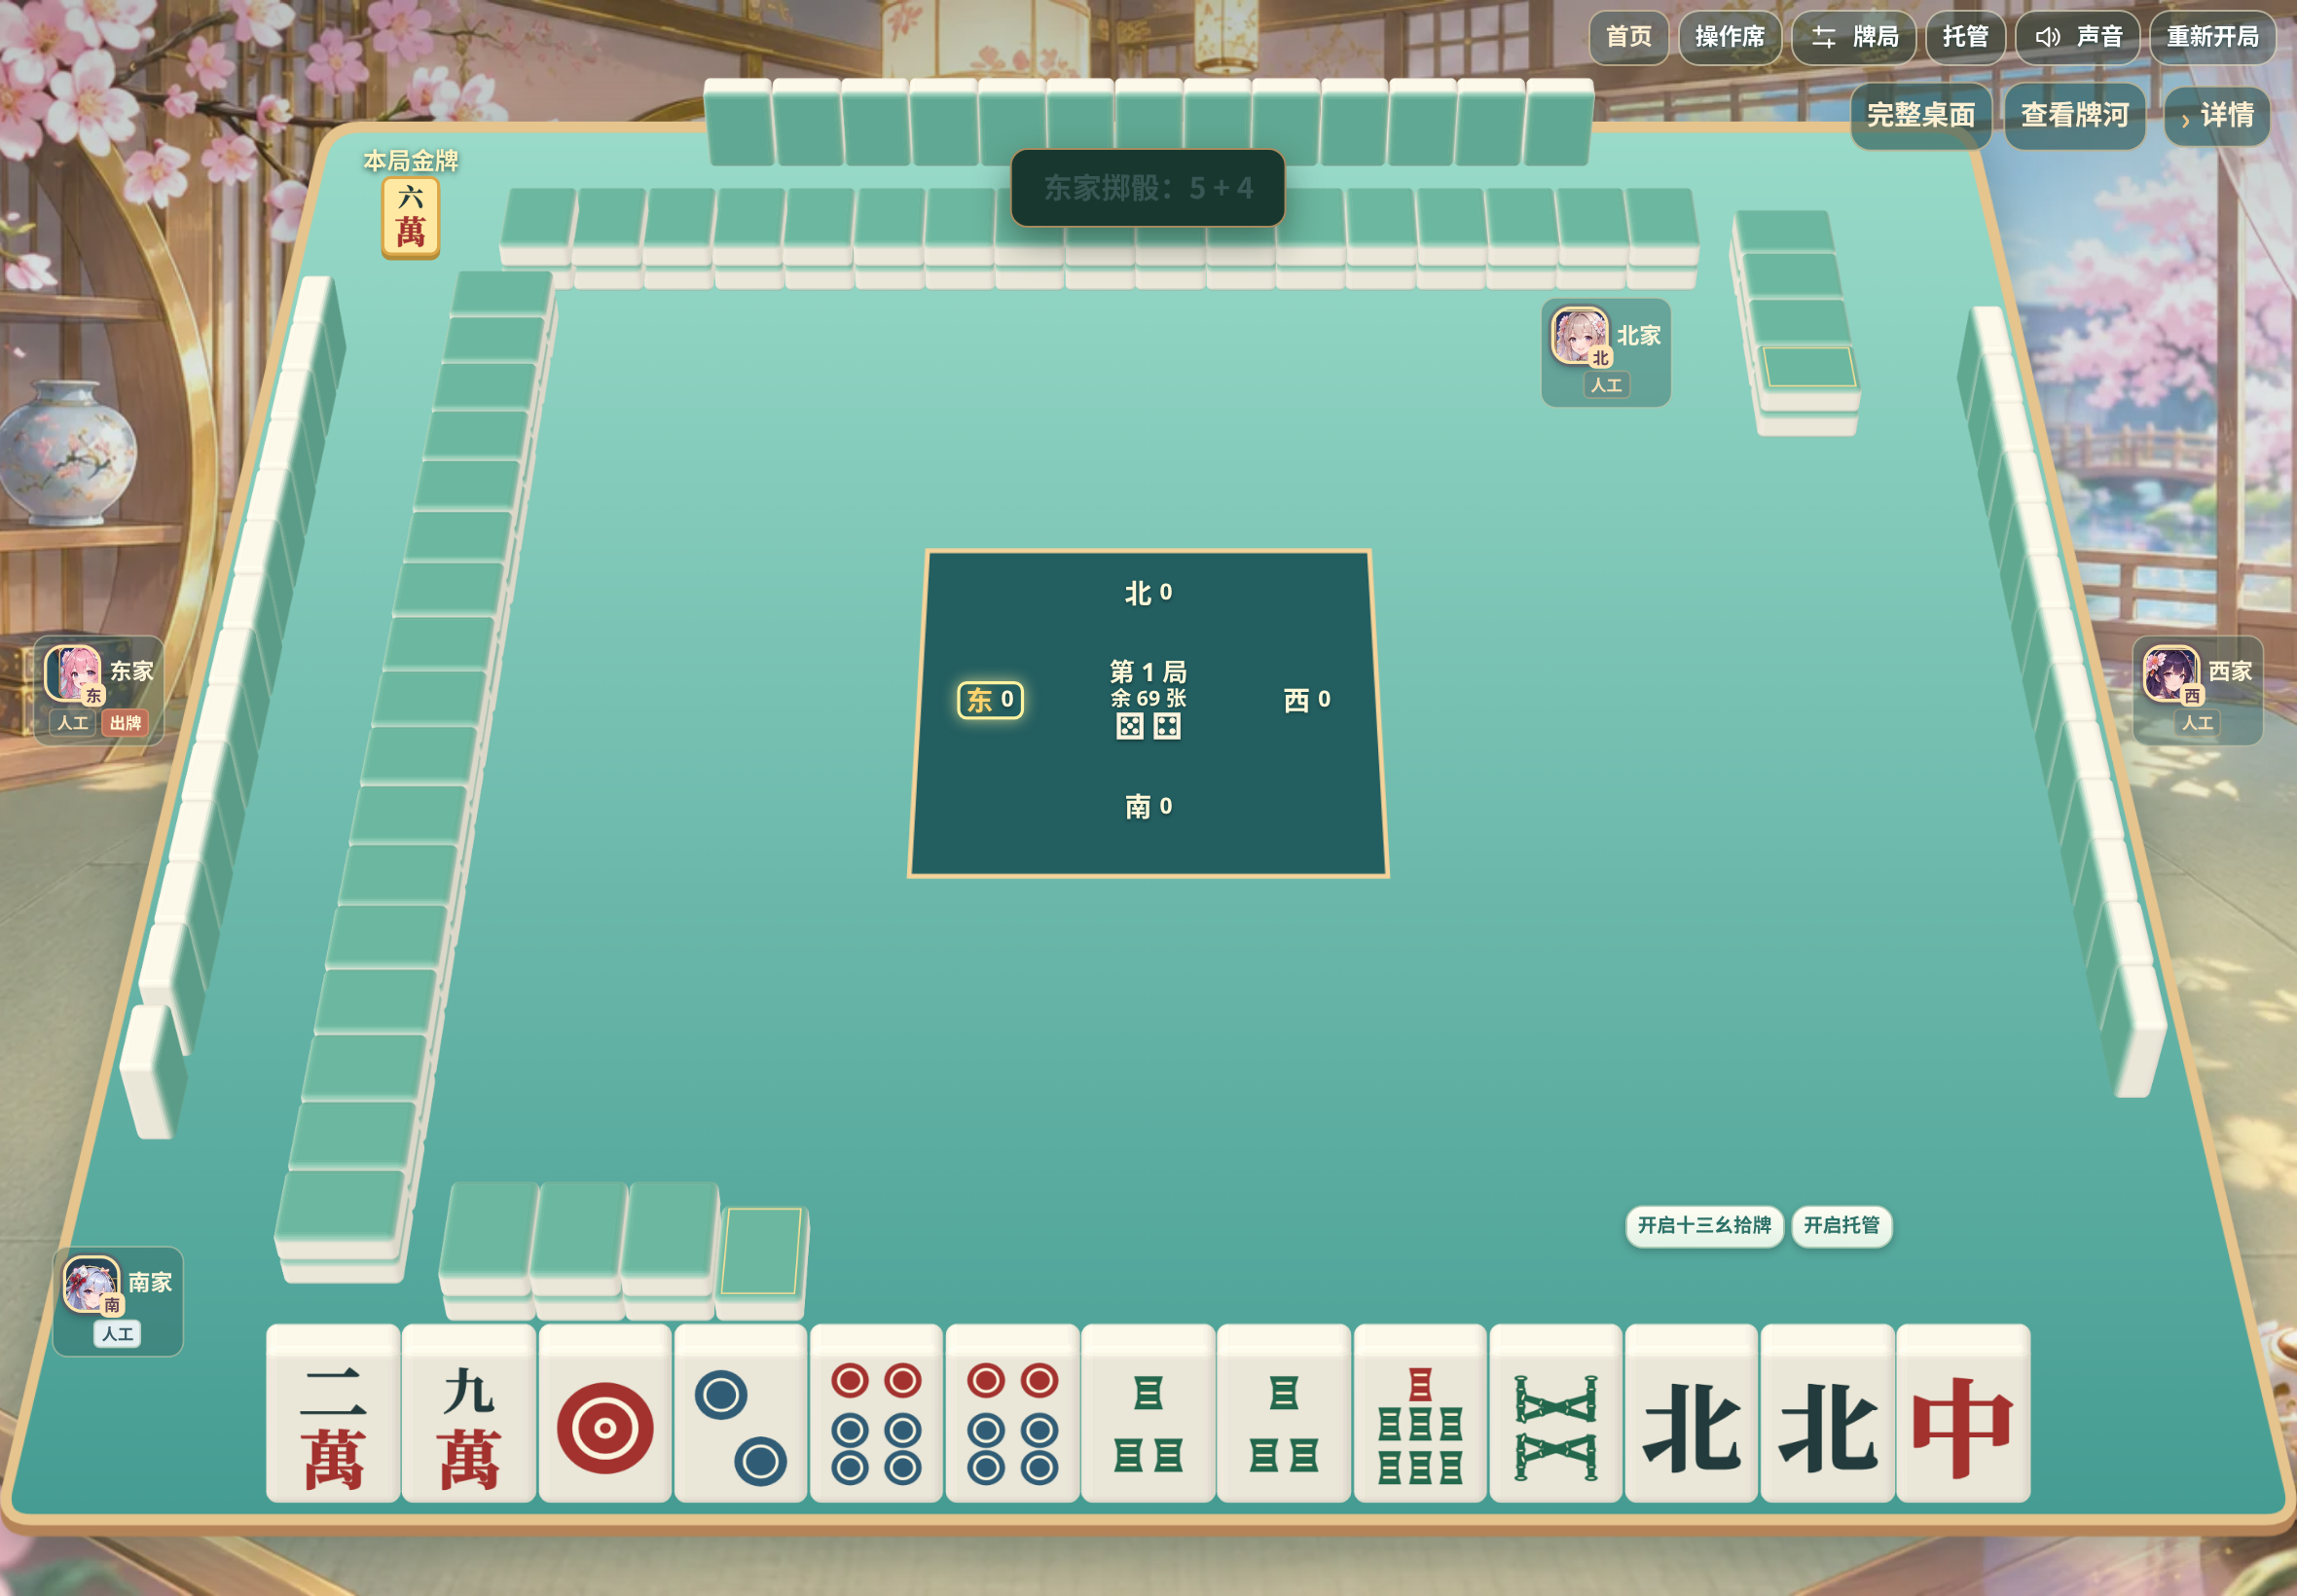 首页 操作席 牌局 托管 声音 重新开局
完整桌面 查看牌河 › 详情
本局金牌
六
萬
东家掷骰：5 + 4
北家
北
人工
北 0
第 1 局
东 0
余 69 张
西 0
南 0
东家
东
人工 出牌
西家
西
人工
开启十三幺拾牌 开启托管
南家
南
人工
二 九
萬 萬 北 北 中